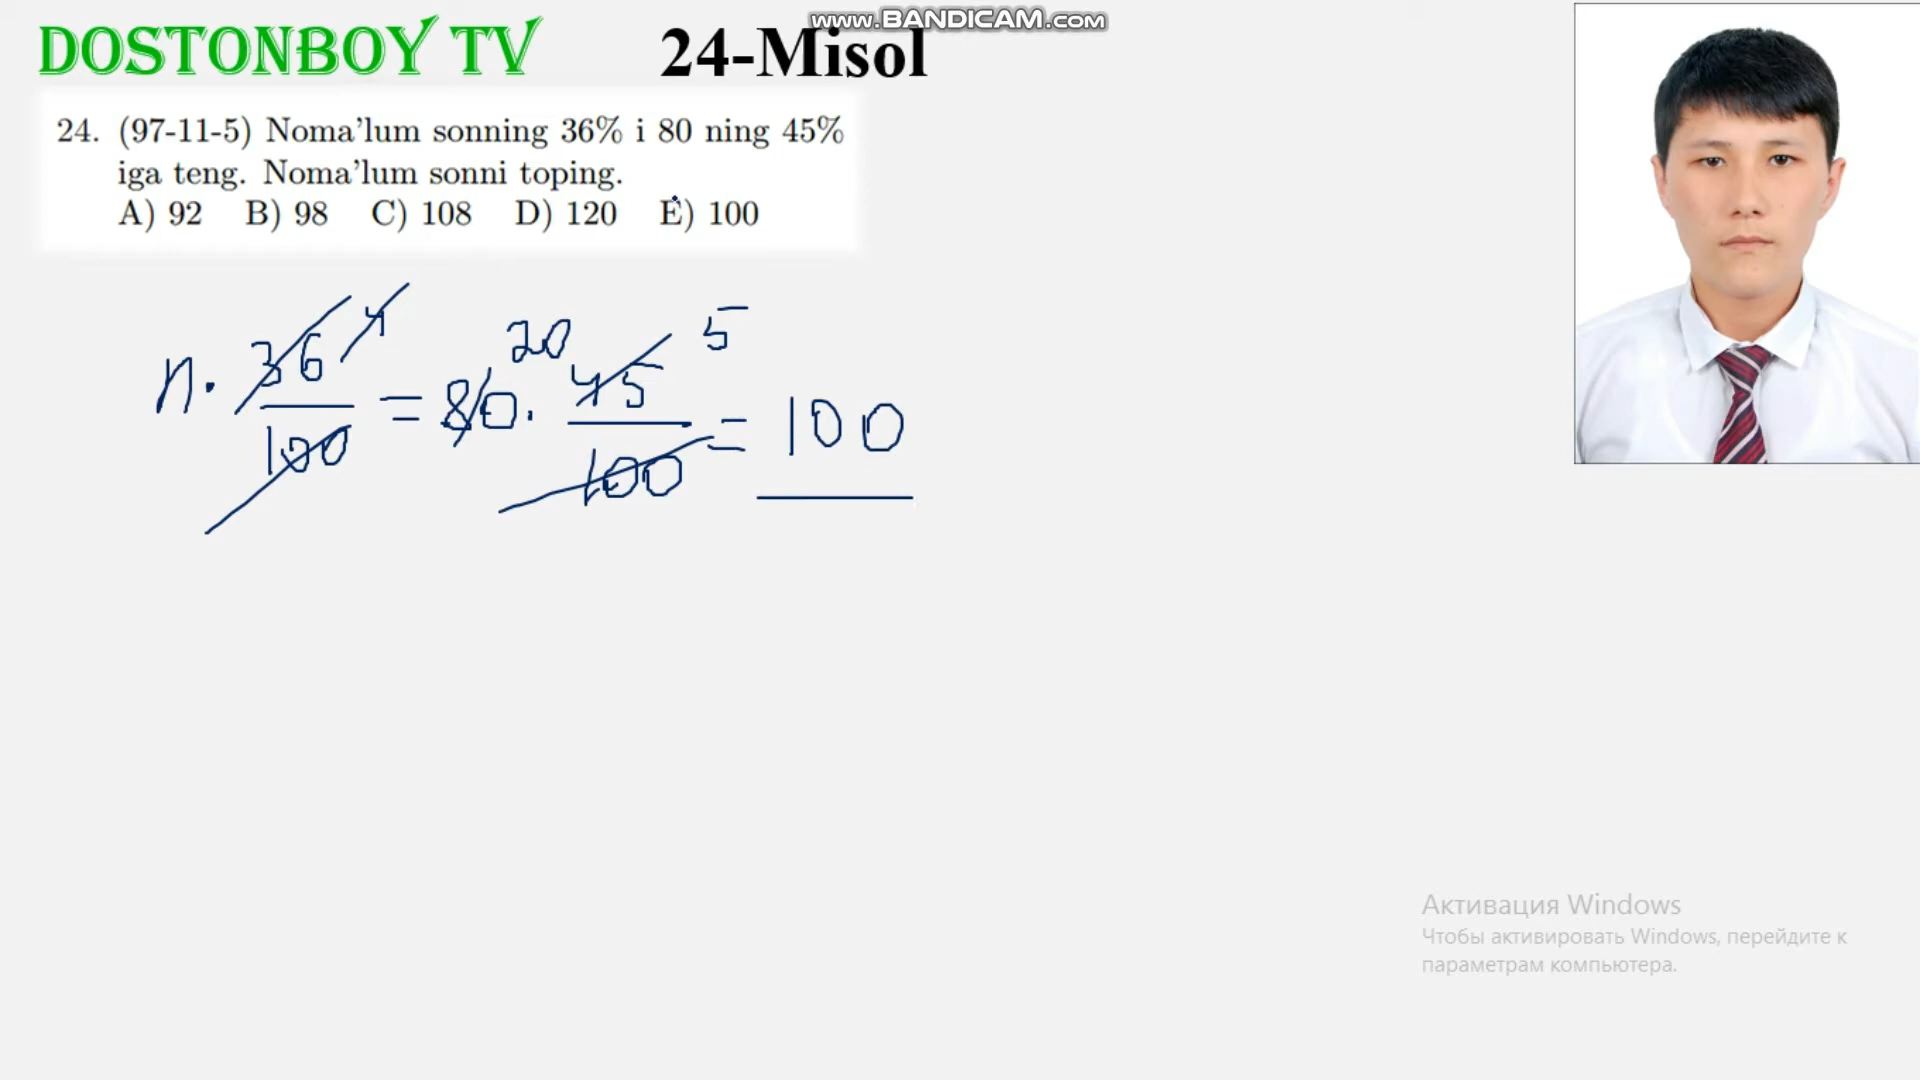 www.BANDICAM.com
DOSTONBOY TV
24-Misol
24. (97-11-5) Noma'lum sonning 36% i 80 ning 45%
iga teng. Noma'lum sonni toping.
A) 92 B) 98 C) 108 D) 120 E) 100
n. 36/100 4 = 80. 20 45/100 5 = 100
Активация Windows
Чтобы активировать Windows, перейдите к
параметрам компьютера.